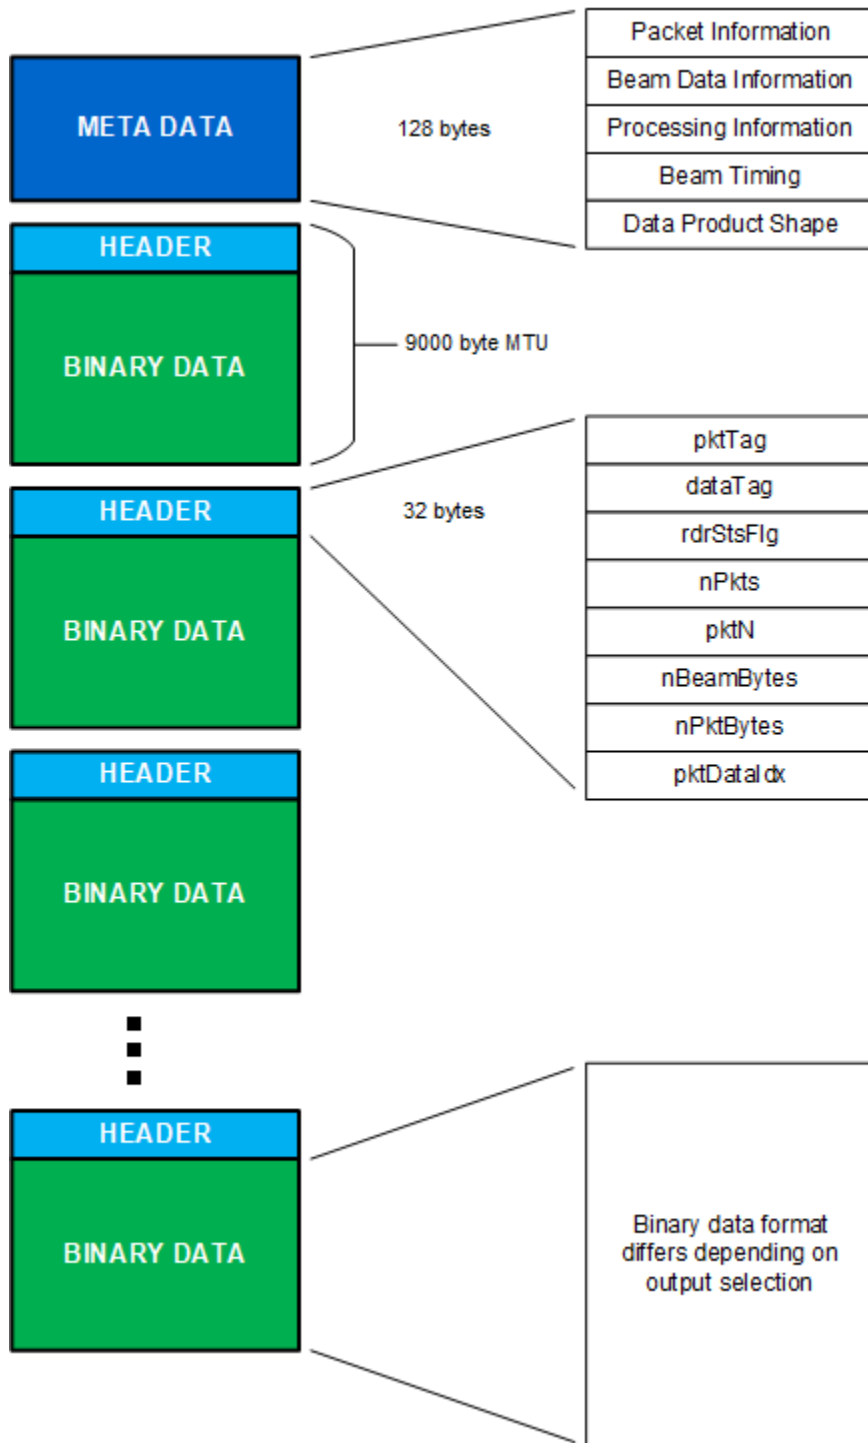 META DATA
128 bytes
Packet Information
Beam Data Information
Processing Information
Beam Timing
Data Product Shape
HEADER
BINARY DATA
9000 byte MTU
HEADER
BINARY DATA
32 bytes
pktTag
dataTag
rdrStsFlg
nPkts
pktN
nBeamBytes
nPktBytes
pktDataIdx
HEADER
BINARY DATA
HEADER
BINARY DATA
Binary data format
differs depending on
output selection